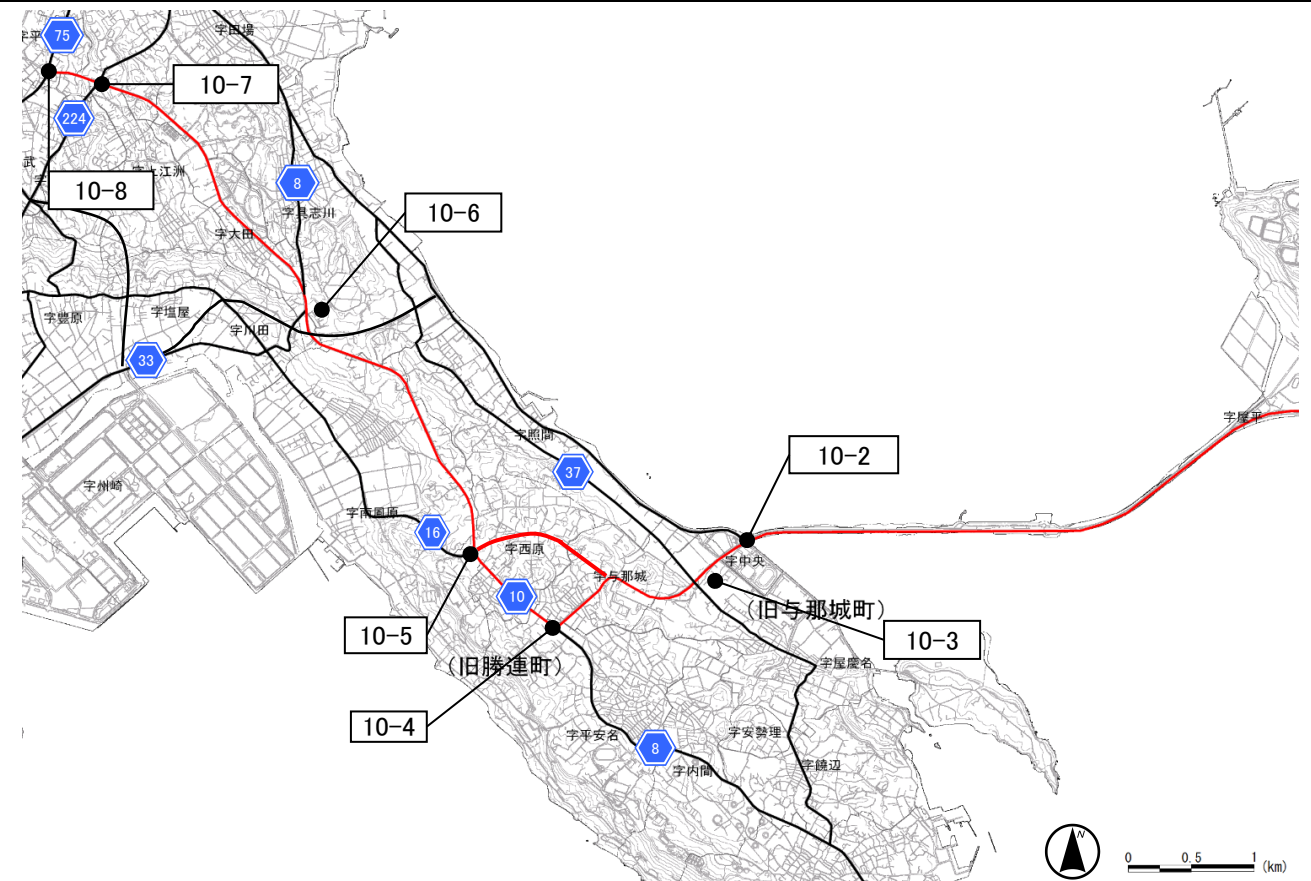 字田場
字平
75
10-7
224
武
字上江洲
字
8
10-8
10-6
字具志川
字大田
字豊原
字塩屋
字川田
33
字屋平
字照間
10-2
37
字州崎
字南風原
16
字西原
字中央
字与那城
10
(旧与那城町)
10-5
10-3
(旧勝連町)
字屋慶名
10-4
字平安名
8
字安勢理
字饒辺
字内間
N
0 0.5 1 (km)